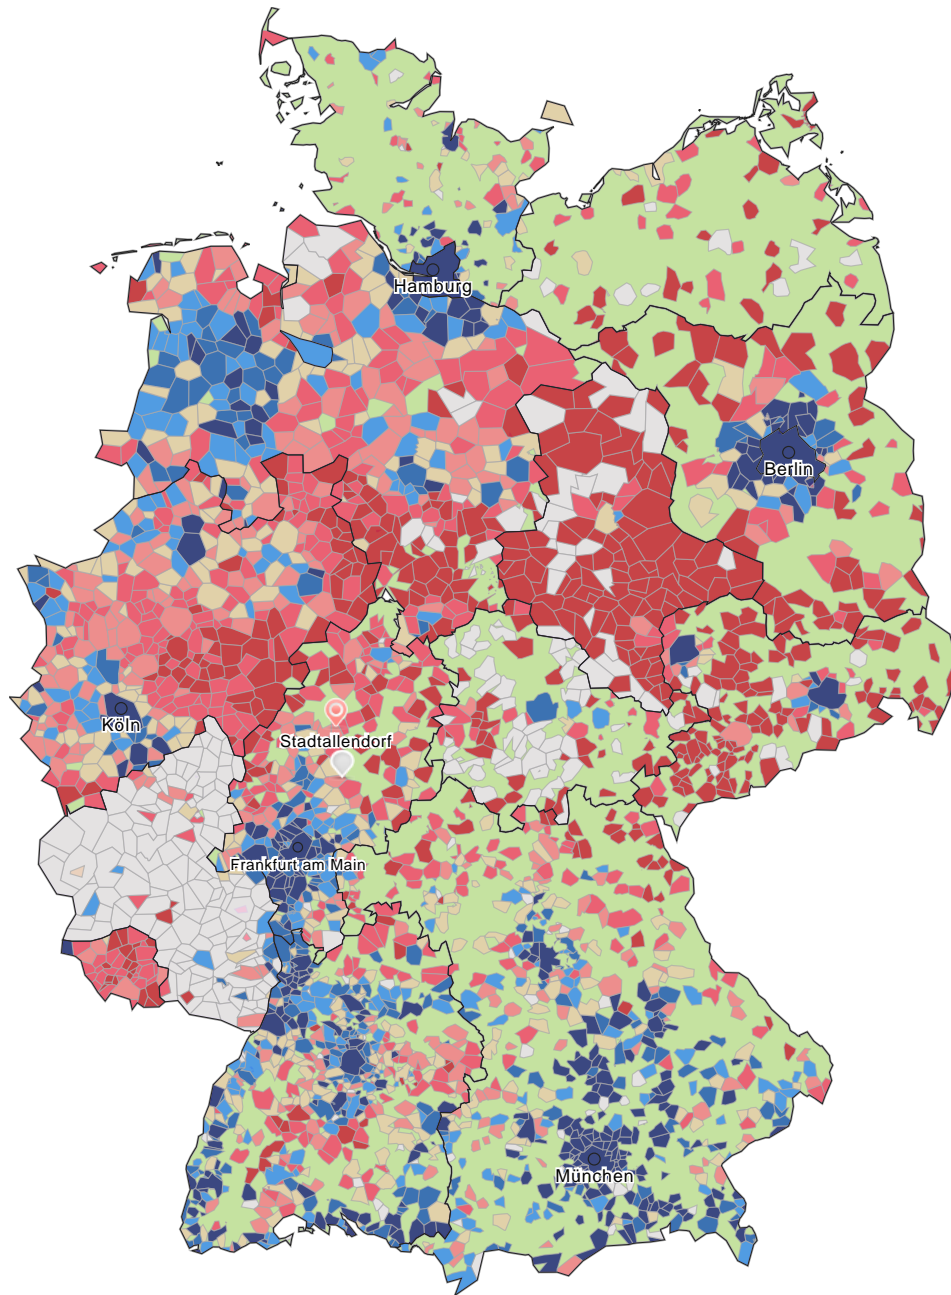 Hamburg
Berlin
Köln
Stadtallendorf
Frankfurt am Main
München